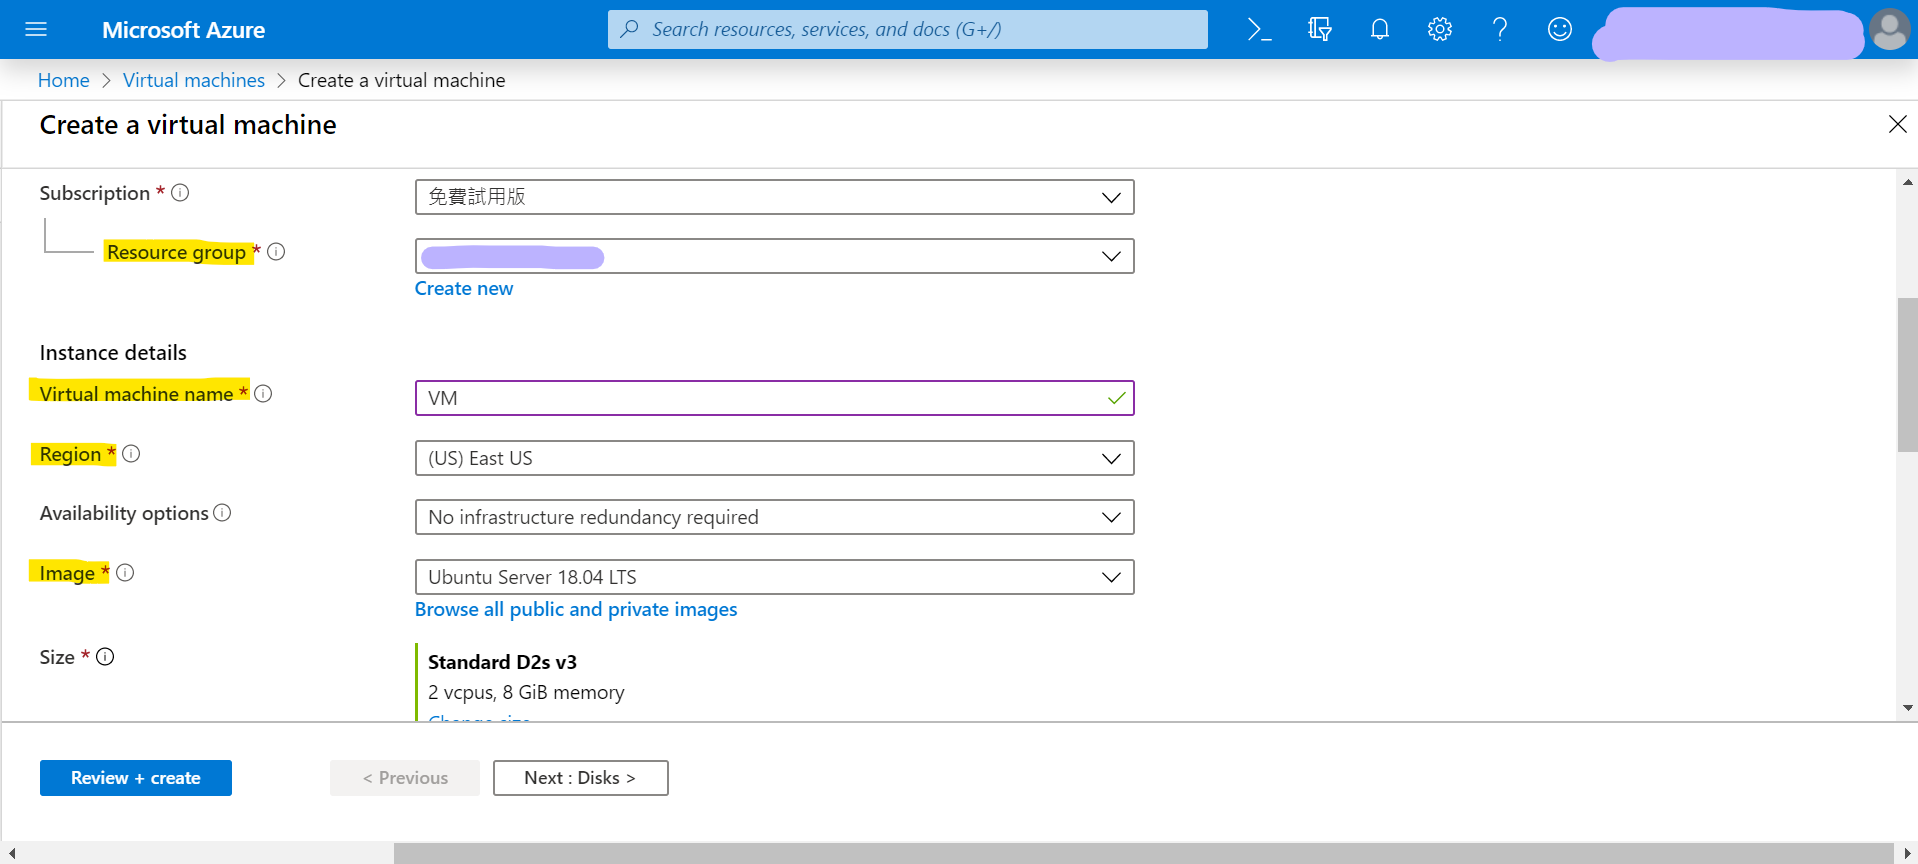 Microsoft Azure
Search resources, services, and docs (G+/)
Home > Virtual machines > Create a virtual machine
Create a virtual machine
Subscription * 免費試用版
Resource group *
Create new
Instance details
Virtual machine name * VM
Region * (US) East US
Availability options No infrastructure redundancy required
Image * Ubuntu Server 18.04 LTS
Browse all public and private images
Size * Standard D2s v3
2 vcpus, 8 GiB memory
Change size
Review + create < Previous Next : Disks >